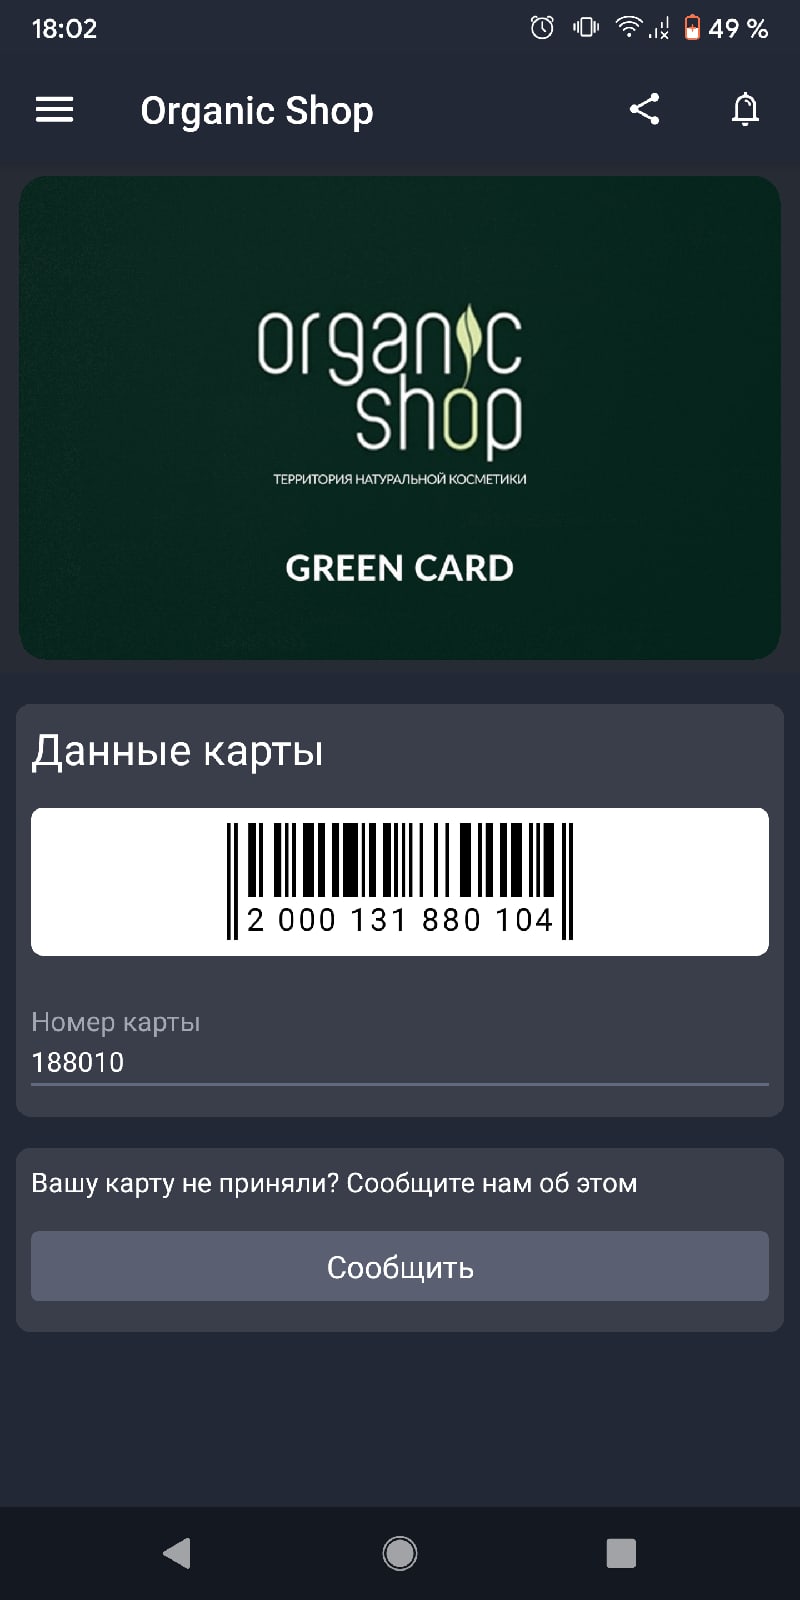 18:02
49 %
Organic Shop
organic
shop
ТЕРРИТОРИЯ НАТУРАЛЬНОЙ КОСМЕТИКИ
GREEN CARD
Данные карты
2 000 131 880 104
Номер карты
188010
Вашу карту не приняли? Сообщите нам об этом
Сообщить